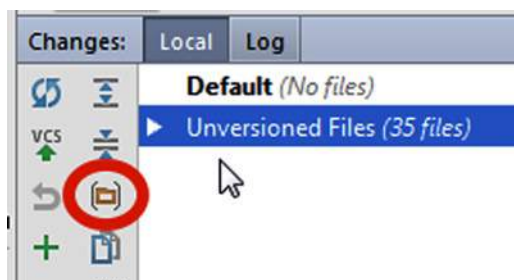 Changes: Local Log
Default (No files)
Unversioned Files (35 files)
VCS